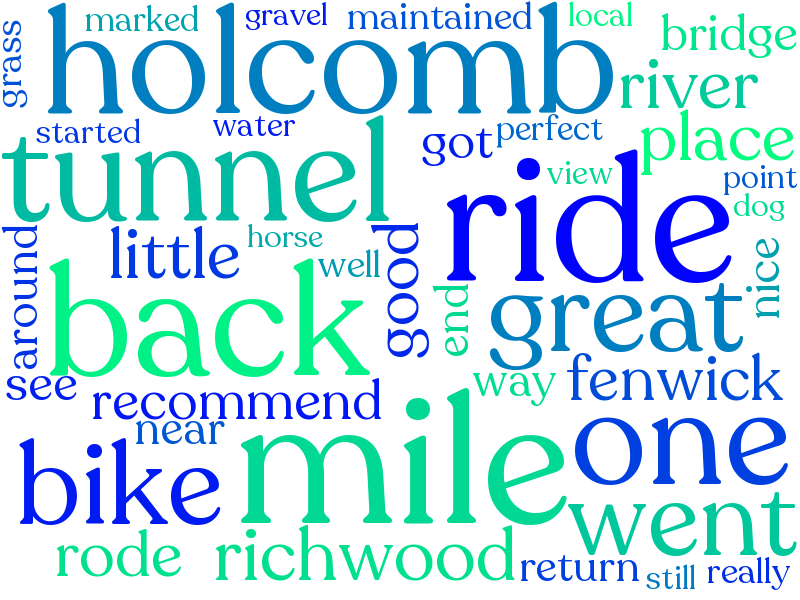 grass
marked
gravel
maintained
local
bridge
holcomb
river
started
water
got
perfect
place
tunnel
view
point
ride
dog
around
little
horse
well
good
nice
back
end
great
see
recommend
way
fenwick
near
mile
one
bike
went
rode
richwood
return
still
really